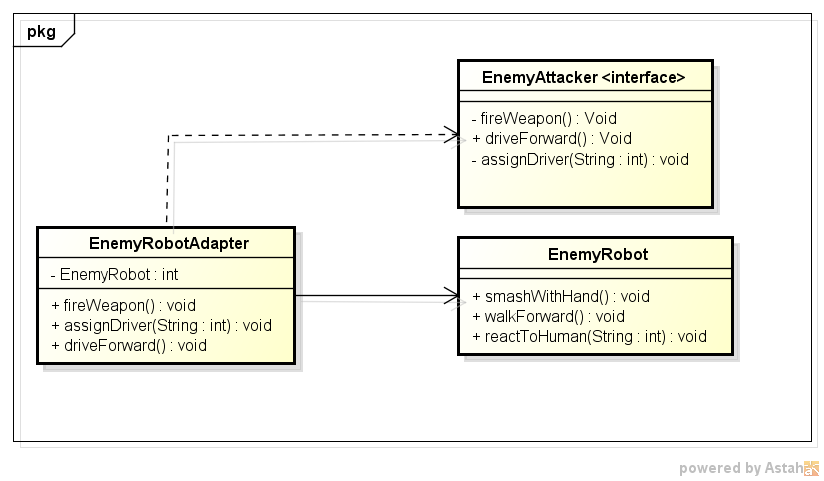 pkg
EnemyAttacker <interface>
- fireWeapon() : Void
+ driveForward() : Void
- assignDriver(String : int) : void
EnemyRobotAdapter
- EnemyRobot : int
+ fireWeapon() : void
+ assignDriver(String : int) : void
+ driveForward() : void
EnemyRobot
+ smashWithHand() : void
+ walkForward() : void
+ reactToHuman(String : int) : void
powered by Astah